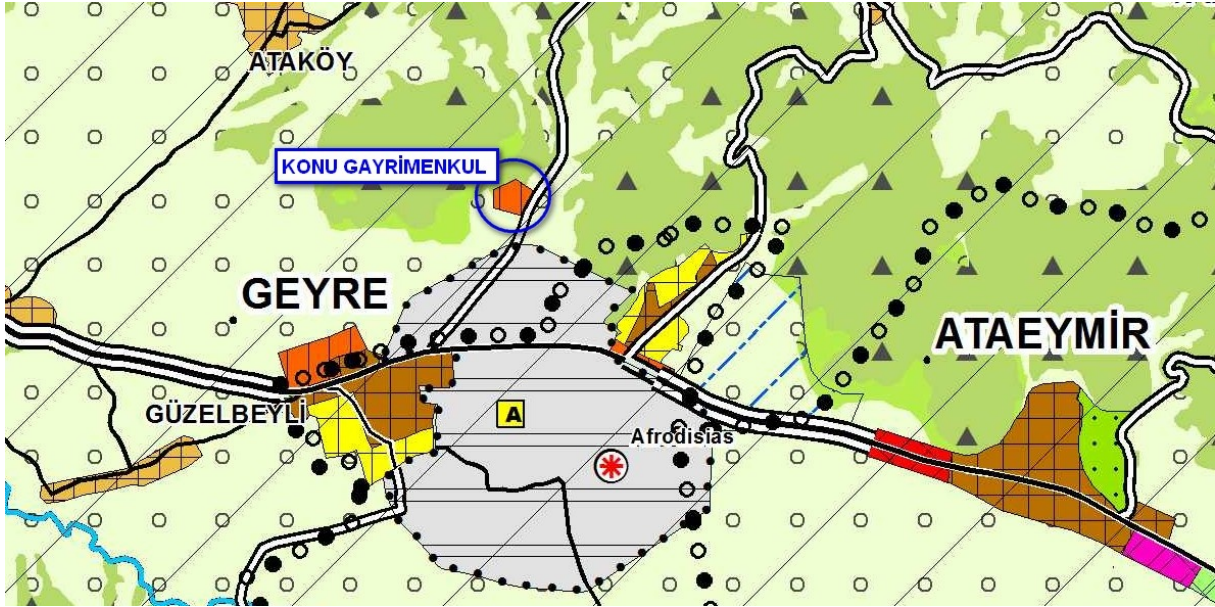 ATAKÖY
KONU GAYRİMENKUL
GEYRE
ATAEYMİR
GÜZELBEYLİ
A
Afrodisias